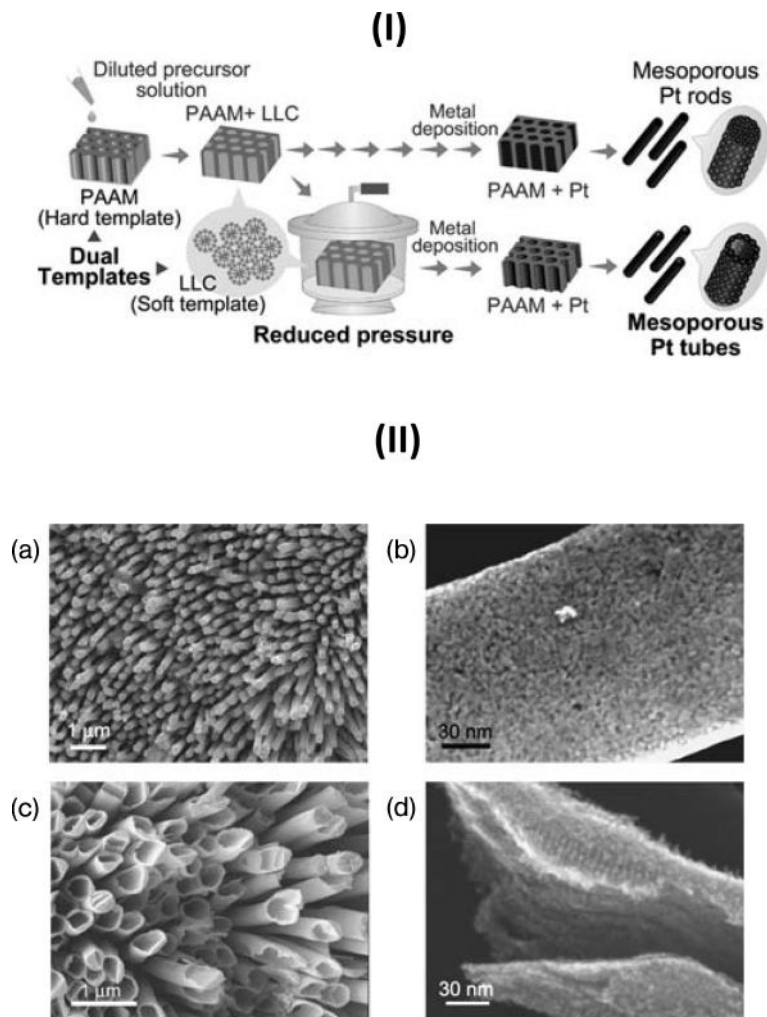 (I)
Diluted precursor
solution
PAAM+ LLC
Metal
deposition
Mesoporous
Pt rods
PAAM
(Hard template)
PAAM + Pt
Dual
Templates
LLC
(Soft template)
Metal
deposition
PAAM + Pt
Reduced pressure
Mesoporous
Pt tubes
(II)
(a)
1 μm
(b)
30 nm
(c)
1 μm
(d)
30 nm